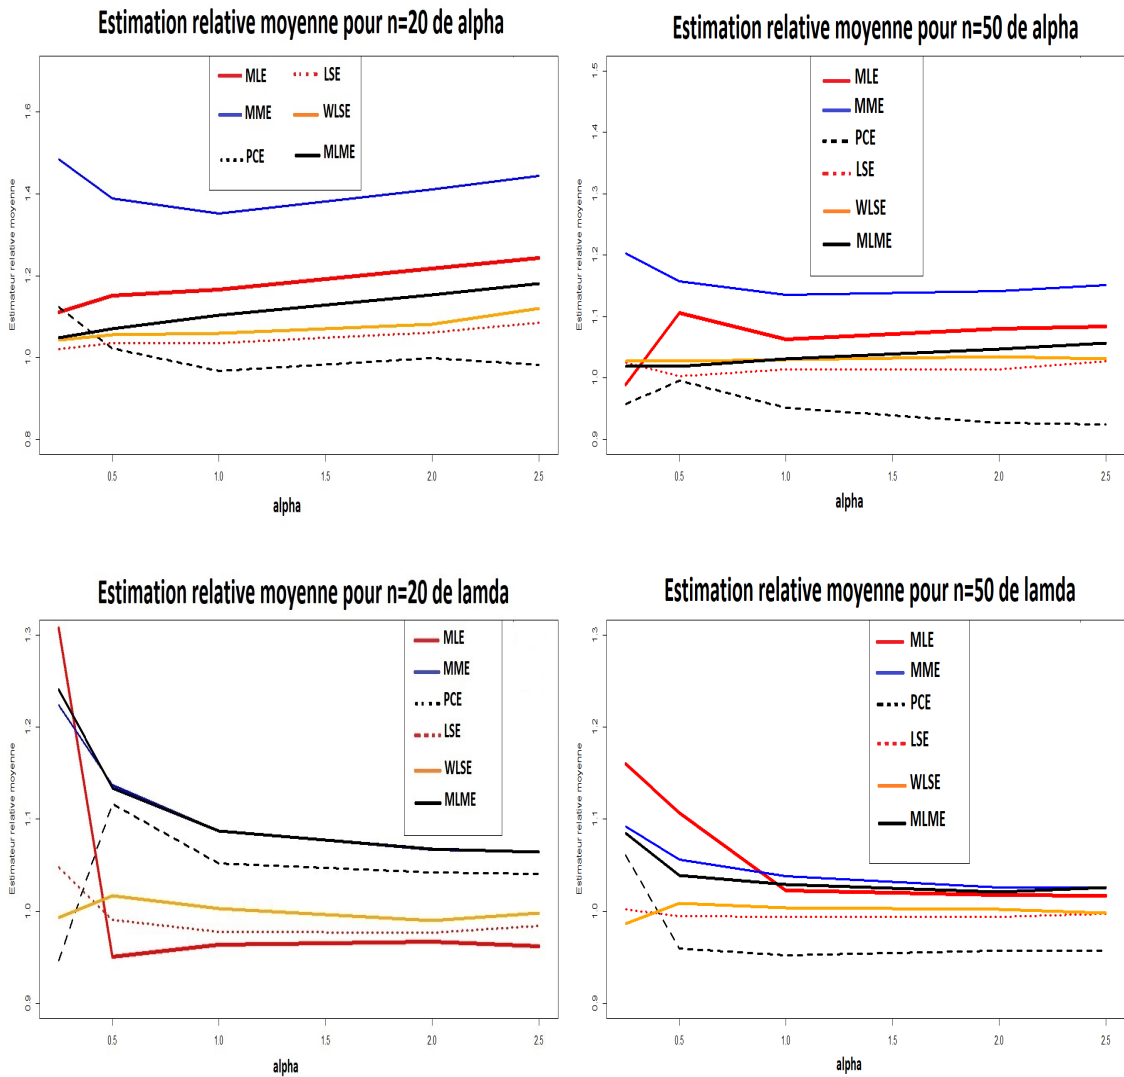 Estimation relative moyenne pour n=20 de alpha
MLE
LSE
MME
WLSE
PCE
MLME
Estimateur relative moyenne
1.6
1.4
1.2
1.0
0.8
0.5
1.0
1.5
2.0
2.5
alpha
Estimation relative moyenne pour n=50 de alpha
MLE
MME
PCE
LSE
WLSE
MLME
Estimateur relative moyenne
1.5
1.4
1.3
1.2
1.1
1.0
0.9
0.5
1.0
1.5
2.0
2.5
alpha
Estimation relative moyenne pour n=20 de lamda
MLE
MME
PCE
LSE
WLSE
MLME
Estimateur relative moyenne
1.3
1.2
1.1
1.0
0.9
0.5
1.0
1.5
2.0
2.5
alpha
Estimation relative moyenne pour n=50 de lamda
MLE
MME
PCE
LSE
WLSE
MLME
Estimateur relative moyenne
1.3
1.2
1.1
1.0
0.9
0.5
1.0
1.5
2.0
2.5
alpha